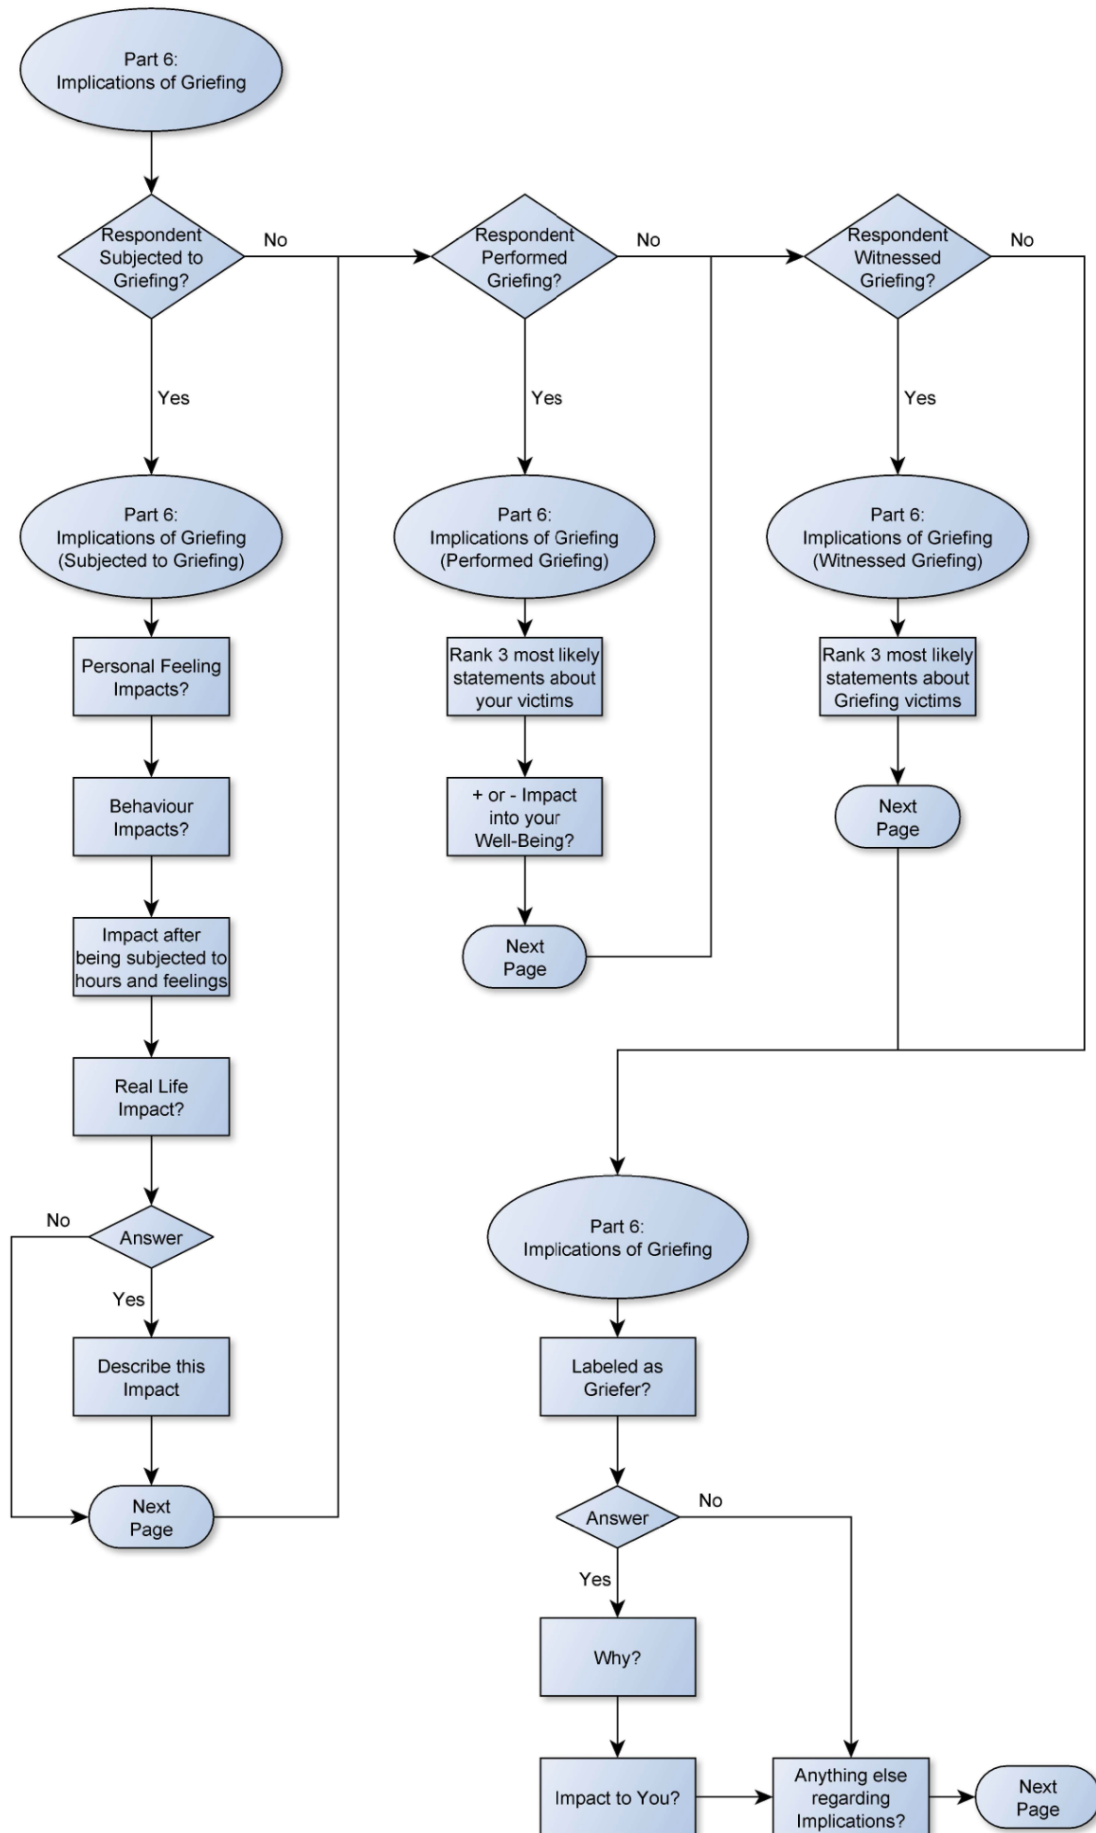 Part 6:
Implications of Griefing
Respondent
Subjected to
Griefing?
No
Respondent
Performed
Griefing?
No
Respondent
Witnessed
Griefing?
No
Yes
Yes
Yes
Part 6:
Implications of Griefing
(Subjected to Griefing)
Part 6:
Implications of Griefing
(Performed Griefing)
Part 6:
Implications of Griefing
(Witnessed Griefing)
Personal Feeling
Impacts?
Rank 3 most likely
statements about
your victims
Rank 3 most likely
statements about
Griefing victims
Behaviour
Impacts?
+ or - Impact
into your
Well-Being?
Next
Page
Impact after
being subjected to
hours and feelings
Next
Page
Real Life
Impact?
No
Answer
Yes
Describe this
Impact
Next
Page
Part 6:
Implications of Griefing
Labeled as
Griefer?
Answer
No
Yes
Why?
Impact to You?
Anything else
regarding
Implications?
Next
Page